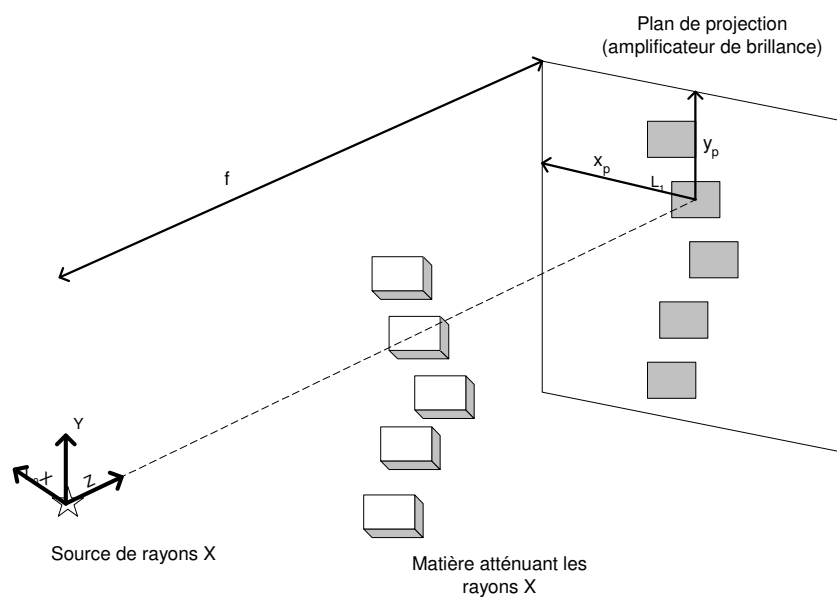 Plan de projection
(amplificateur de brillance)
f
x_p
y_p
L_1
Y
X
Z
Source de rayons X
Matière atténuant les
rayons X